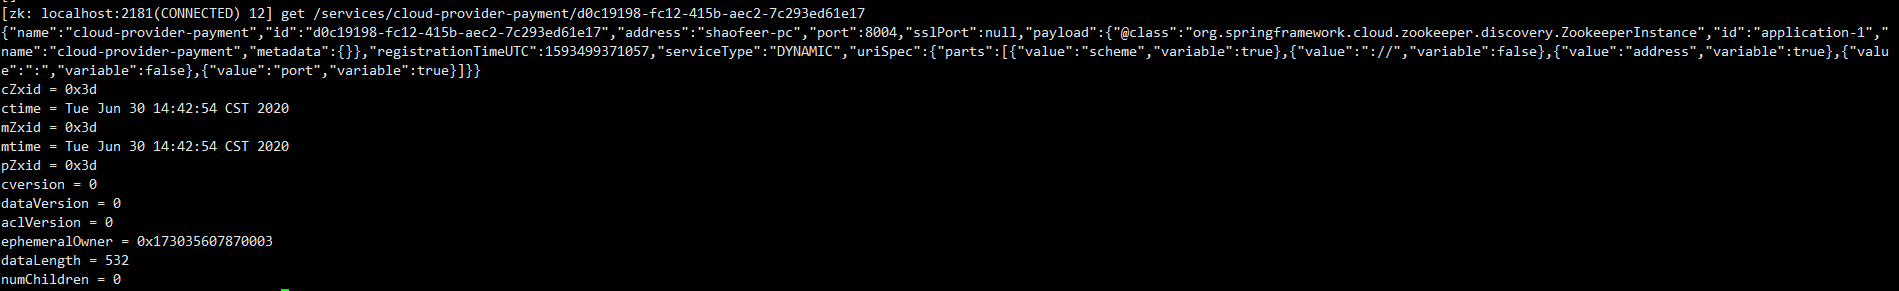 [zk: localhost:2181(CONNECTED) 12] get /services/cloud-provider-payment/d0c19198-fc12-415b-aec2-7c293ed61e17
{"name":"cloud-provider-payment","id":"d0c19198-fc12-415b-aec2-7c293ed61e17","address":"shaofeer-pc","port":8004,"sslPort":null,"payload":{"@class":"org.springframework.cloud.zookeeper.discovery.ZookeeperInstance","id":"application-1","
name":"cloud-provider-payment","metadata":{}},"registrationTimeUTC":1593499371057,"serviceType":"DYNAMIC","uriSpec":{"parts":[{"value":"scheme","variable":true},{"value":"://","variable":false},{"value":"address","variable":true},{"valu
e":":","variable":false},{"value":"port","variable":true}]}}
cZxid = 0x3d
ctime = Tue Jun 30 14:42:54 CST 2020
mZxid = 0x3d
mtime = Tue Jun 30 14:42:54 CST 2020
pZxid = 0x3d
cversion = 0
dataVersion = 0
aclVersion = 0
ephemeralOwner = 0x173035607870003
dataLength = 532
numChildren = 0